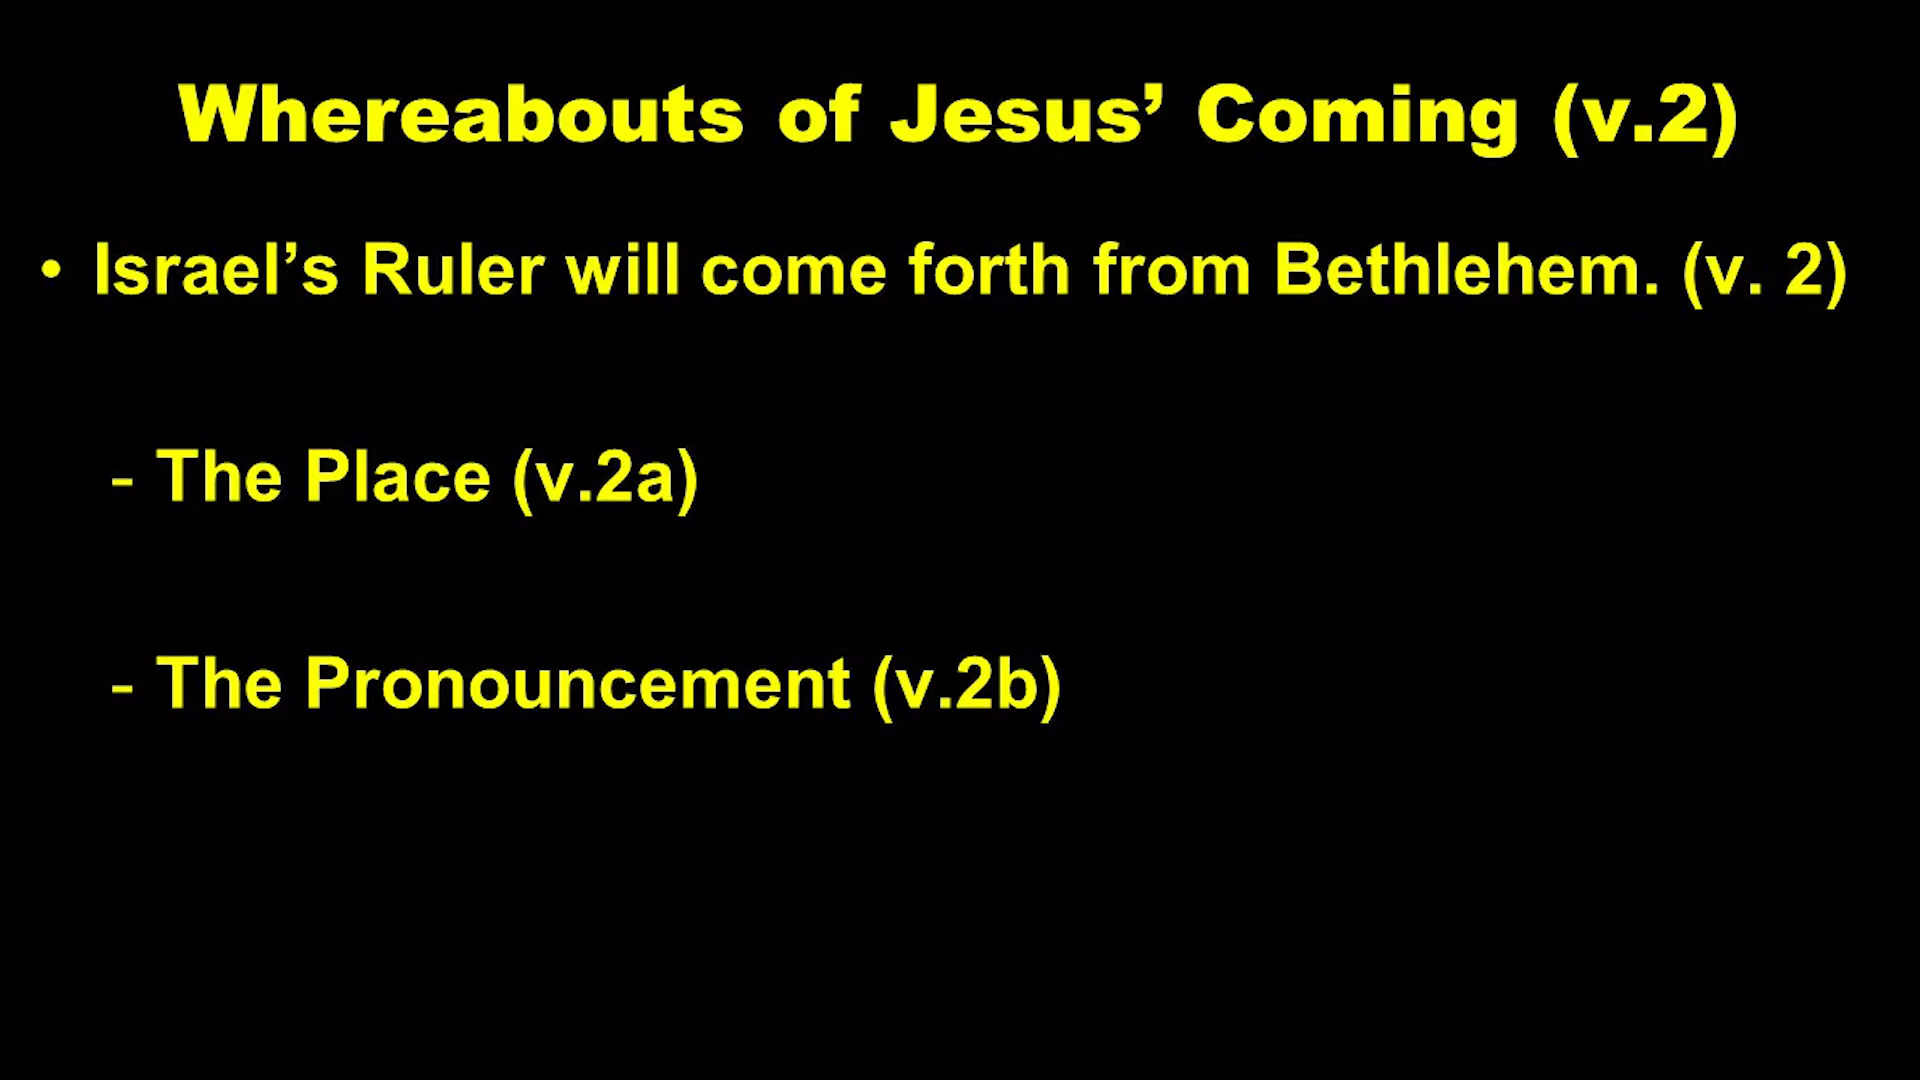 Whereabouts of Jesus’ Coming (v.2)
• Israel’s Ruler will come forth from Bethlehem. (v. 2)
- The Place (v.2a)
- The Pronouncement (v.2b)